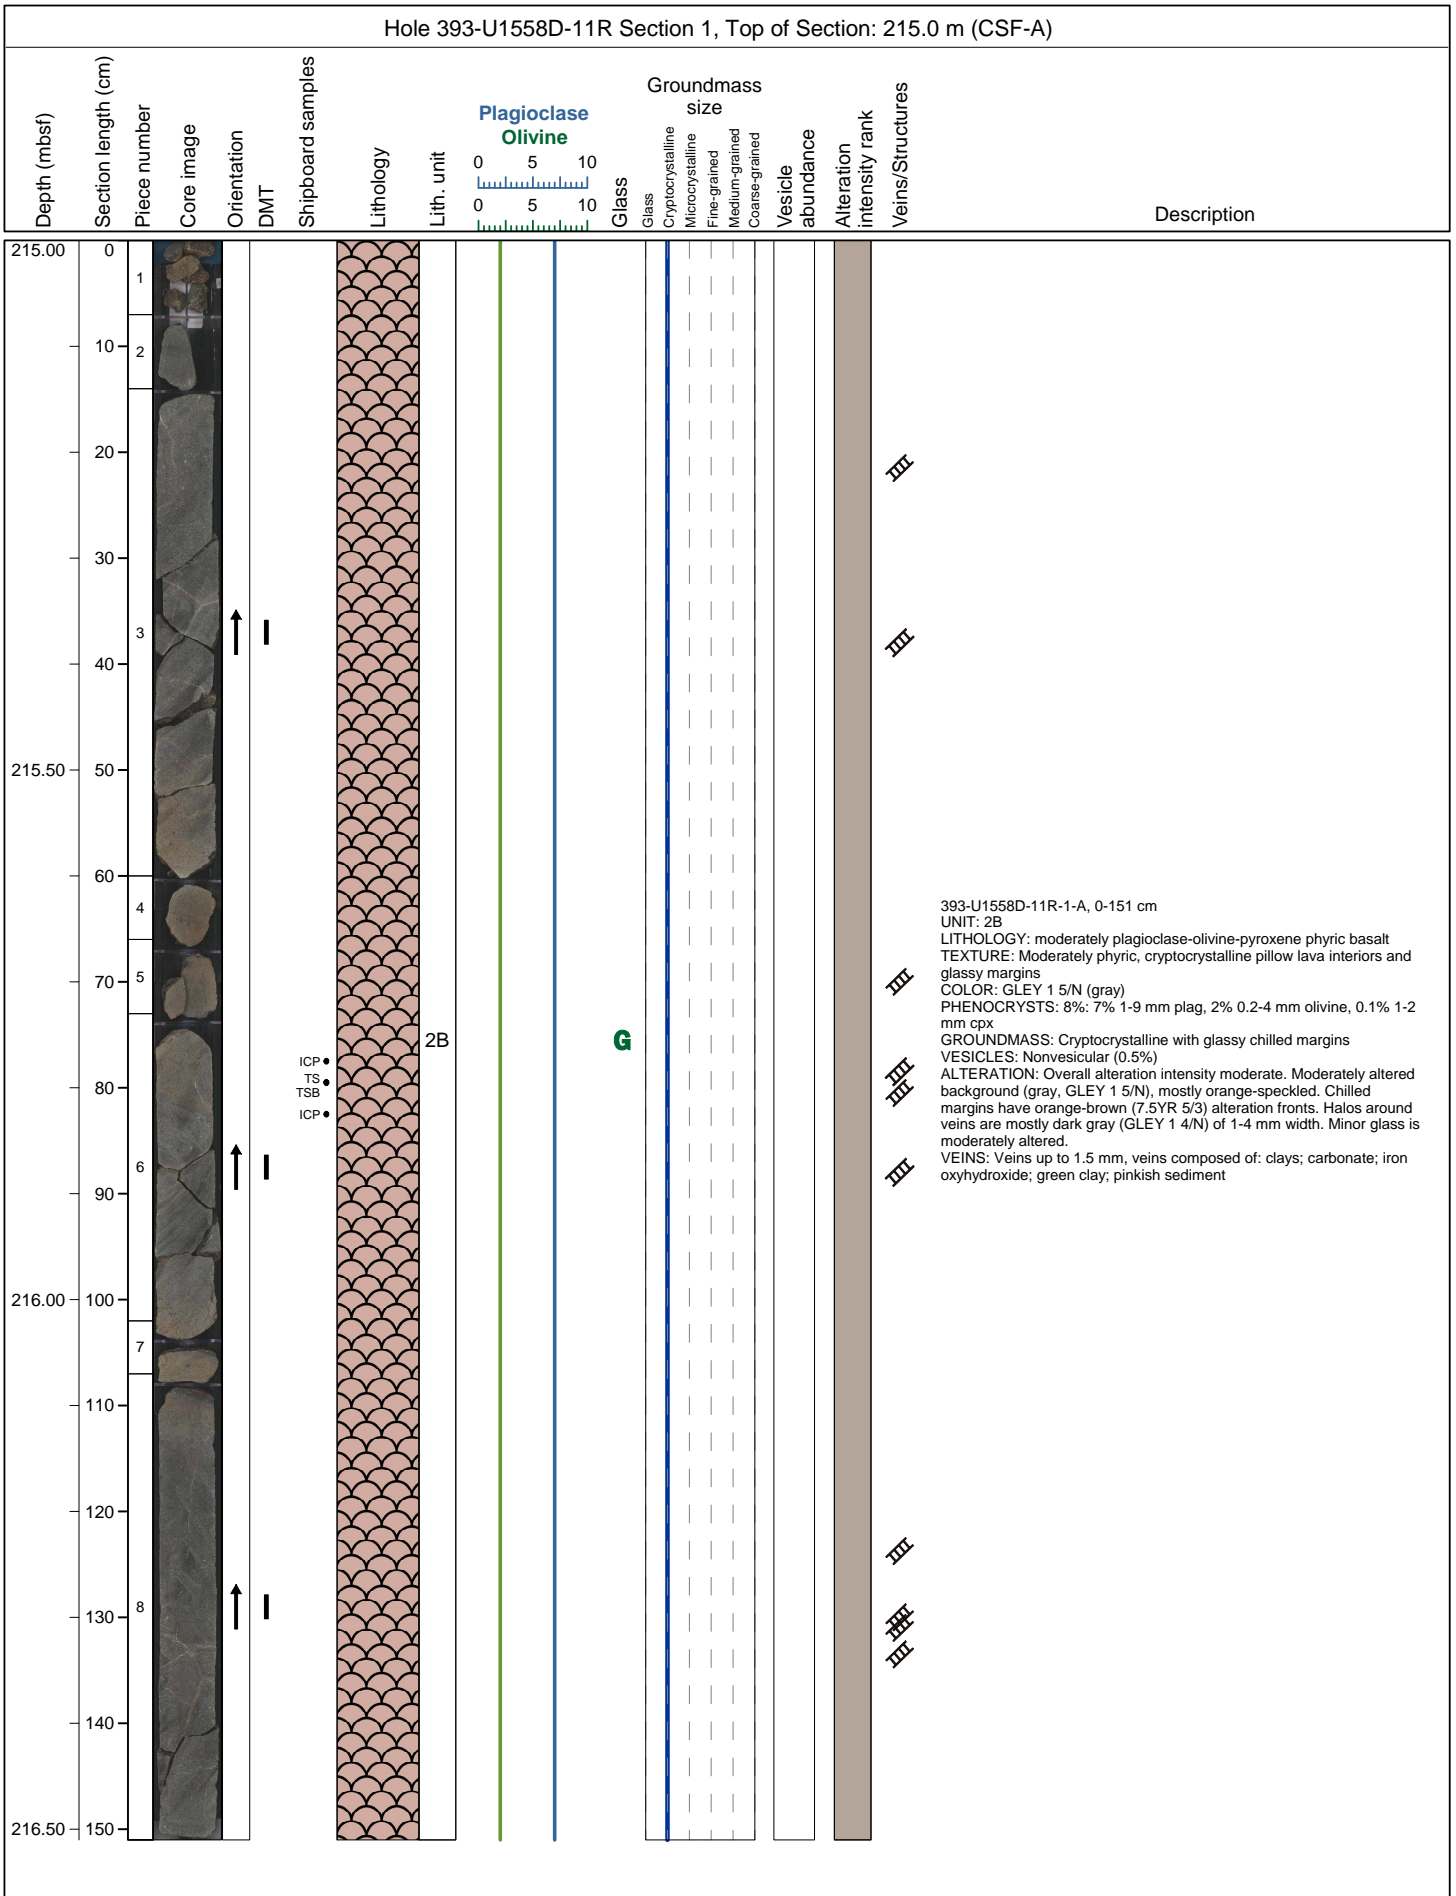 Hole 393-U1558D-11R Section 1, Top of Section: 215.0 m (CSF-A)
Depth (mbsf)
Section length (cm)
Piece number
Core image
Orientation
DMT
Shipboard samples
Lithology
Lith. unit
Plagioclase
Olivine
0 5 10
0 5 10
Glass
Groundmass
size
Glass
Cryptocrystalline
Microcrystalline
Fine-grained
Medium-grained
Coarse-grained
Vesicle
abundance
Alteration
intensity rank
Veins/Structures
Description
215.00
215.50
216.00
216.50
0
10
20
30
40
50
60
70
80
90
100
110
120
130
140
150
1
2
3
4
5
6
7
8
ICP
TS
TSB
ICP
2B
G
393-U1558D-11R-1-A, 0-151 cm
UNIT: 2B
LITHOLOGY: moderately plagioclase-olivine-pyroxene phyric basalt
TEXTURE: Moderately phyric, cryptocrystalline pillow lava interiors and
glassy margins
COLOR: GLEY 1 5/N (gray)
PHENOCRYSTS: 8%: 7% 1-9 mm plag, 2% 0.2-4 mm olivine, 0.1% 1-2
mm cpx
GROUNDMASS: Cryptocrystalline with glassy chilled margins
VESICLES: Nonvesicular (0.5%)
ALTERATION: Overall alteration intensity moderate. Moderately altered
background (gray, GLEY 1 5/N), mostly orange-speckled. Chilled
margins have orange-brown (7.5YR 5/3) alteration fronts. Halos around
veins are mostly dark gray (GLEY 1 4/N) of 1-4 mm width. Minor glass is
moderately altered.
VEINS: Veins up to 1.5 mm, veins composed of: clays; carbonate; iron
oxyhydroxide; green clay; pinkish sediment